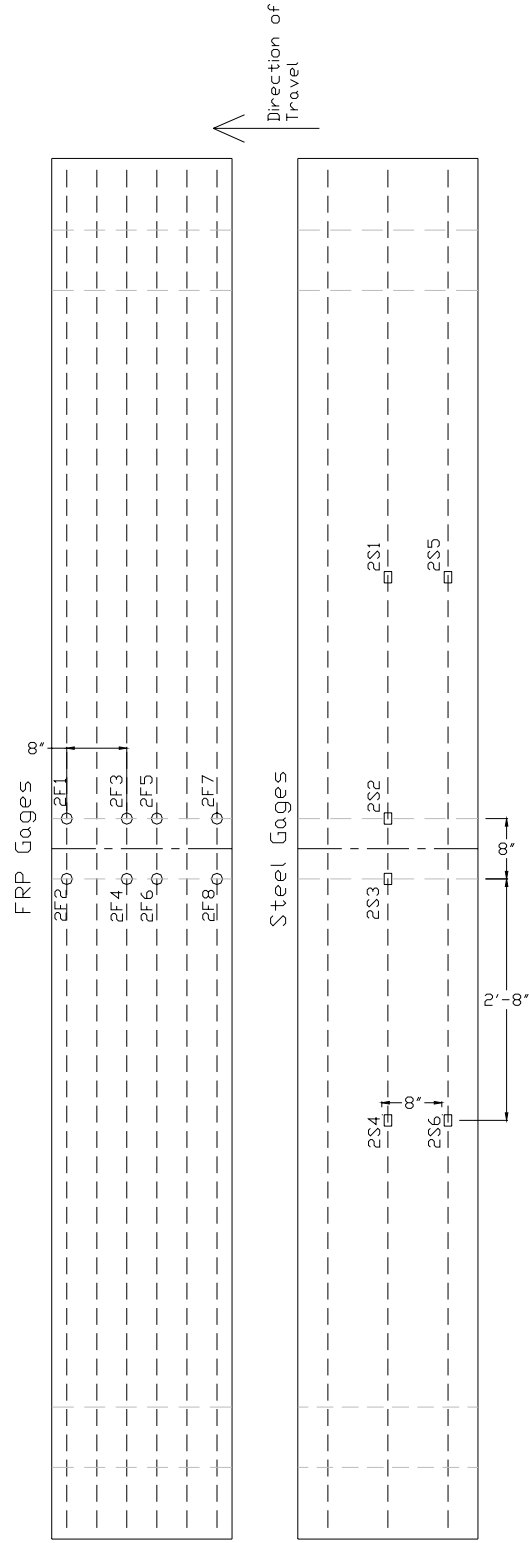 Direction of
Travel
FRP Gages
8"
2F1
2F3
2F5
2F7
2F2
2F4
2F6
2F8
Steel Gages
2S1
2S5
2S2
2S3
8"
2'-8"
2S4
8"
2S6